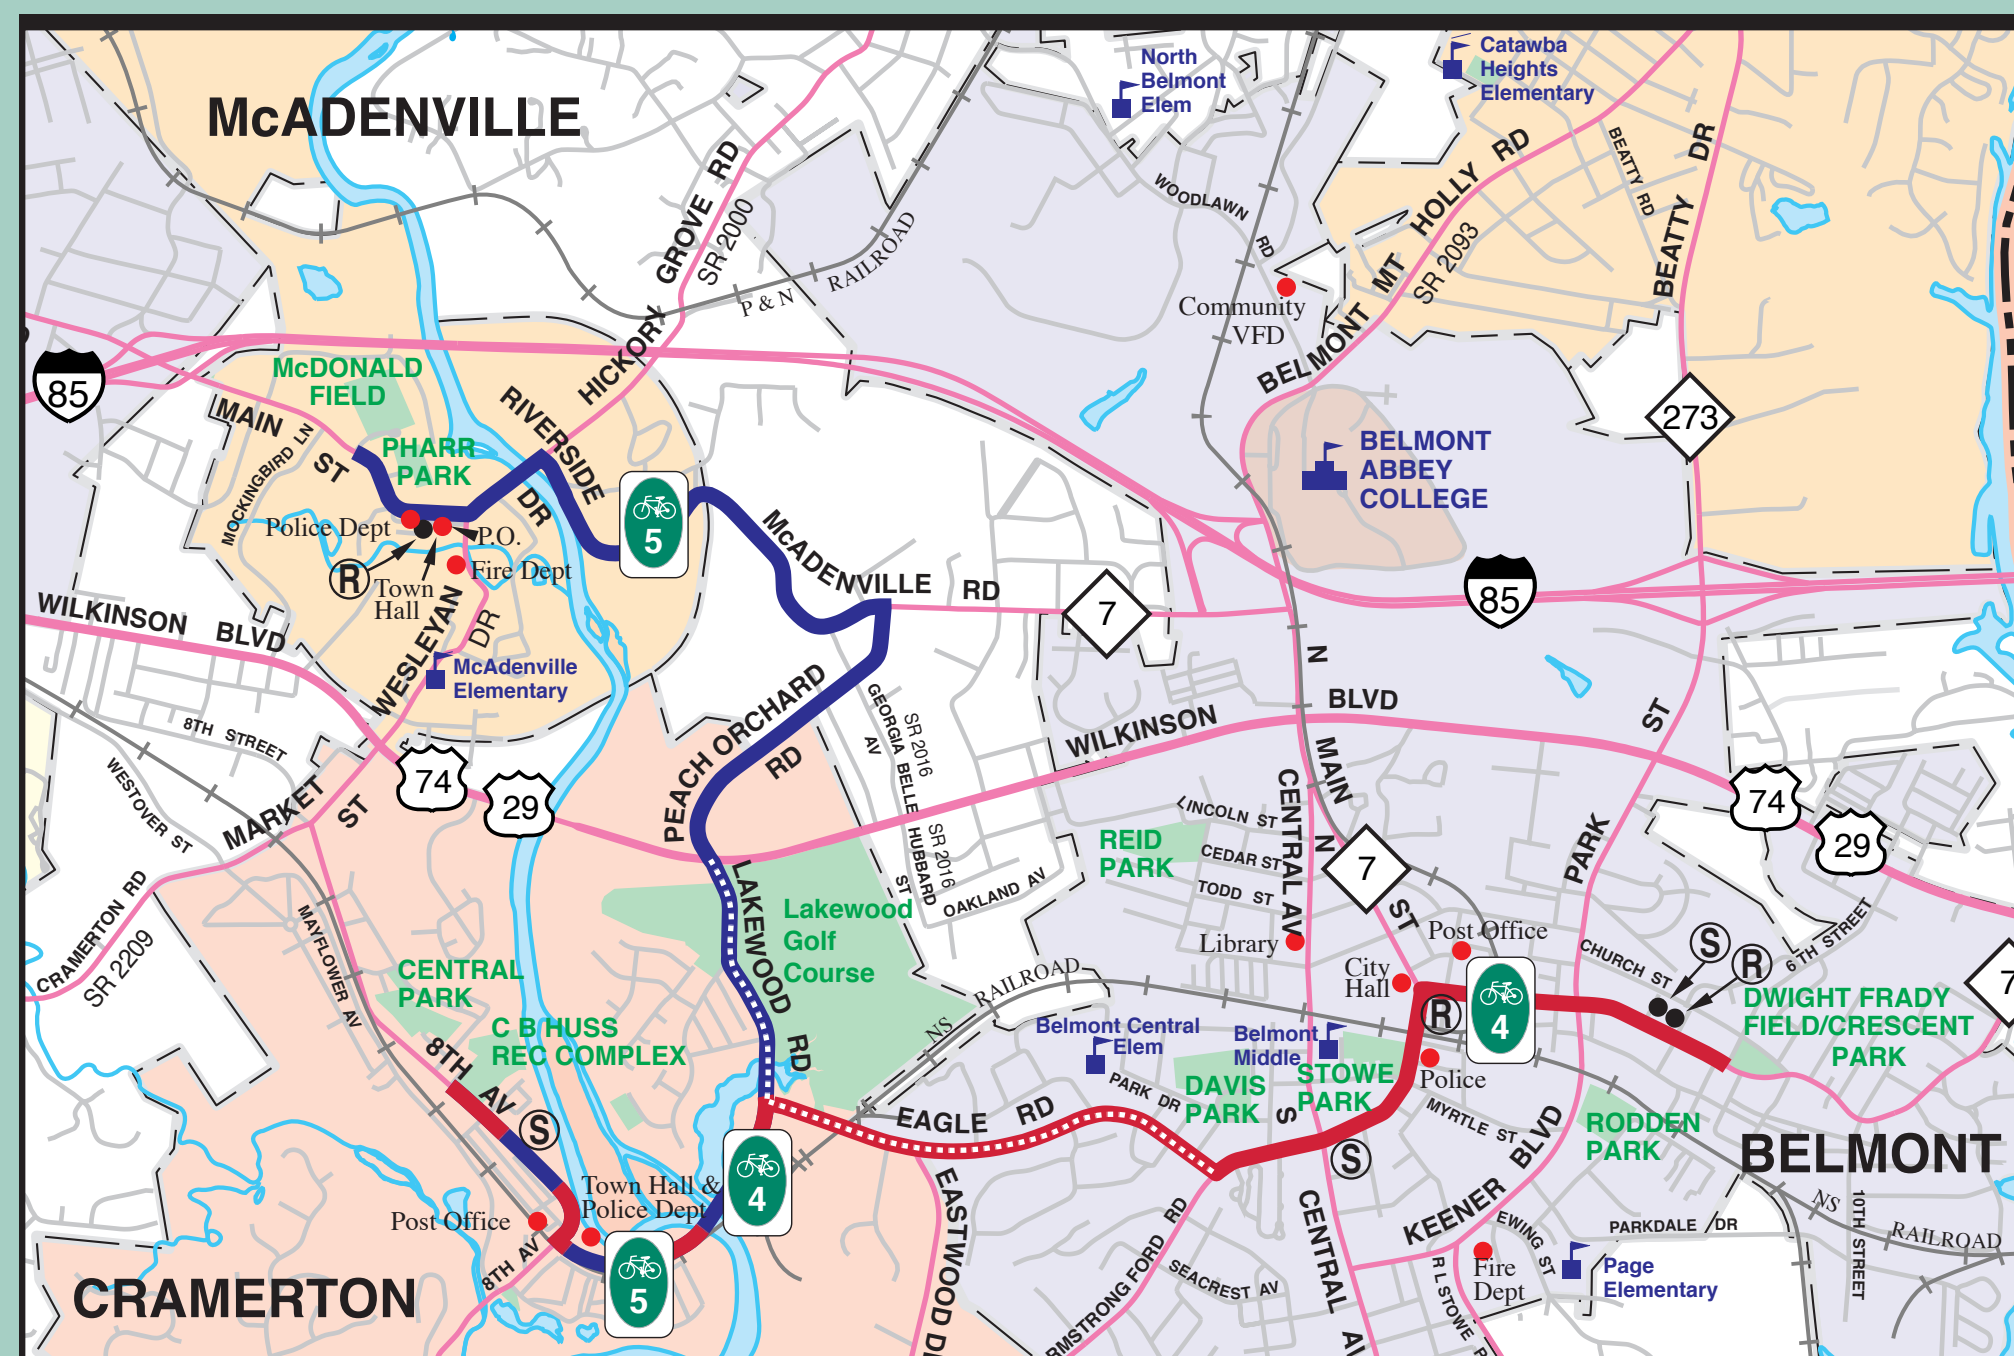 McADENVILLE
North
Belmont
Elem
Catawba
Heights
Elementary
HICKORY GROVE RD
SR 2000
P & N RAILROAD
WOODLAWN RD
Community
VFD
BELMONT MT HOLLY RD
SR 2093
BEATTY RD
BEATTY DR
273
85
McDONALD
FIELD
MAIN ST
MOCKINGBIRD LN
PHARR
PARK
RIVERSIDE DR
5
Police Dept
P.O.
R
Town
Hall
Fire Dept
McADENVILLE RD
7
BELMONT
ABBEY
COLLEGE
85
WILKINSON BLVD
WESLEYAN DR
McAdenville
Elementary
8TH STREET
WESTOVER ST
MARKET ST
74
29
PEACH ORCHARD RD
GEORGIA BELLE AV
SR 2016
HUBBARD ST
SR 2016
OAKLAND AV
WILKINSON BLVD
N MAIN ST
N
CENTRAL AV
LINCOLN ST
CEDAR ST
TODD ST
REID
PARK
7
PARK ST
74
29
CRAMERTON RD
SR 2209
MAYFLOWER AV
CENTRAL
PARK
C B HUSS
REC COMPLEX
LAKEWOOD RD
Lakewood
Golf
Course
NS RAILROAD
Library
Post Office
City
Hall
R
4
CHURCH ST
S
R
6TH STREET
7
DWIGHT FRADY
FIELD/CRESCENT
PARK
Belmont Central
Elem
Belmont
Middle
PARK DR
DAVIS
PARK
STOWE
PARK
Police
MYRTLE ST
RODDEN
PARK
BELMONT
8TH AV
S
EAGLE RD
S
S
CENTRAL
KEENER BLVD
4
Town Hall &
Police Dept
Post Office
8TH AV
5
CRAMERTON
EASTWOOD
SEACREST AV
EWING ST
R L STOWE
Fire
Dept
Page
Elementary
PARKDALE DR
10TH STREET
NS RAILROAD